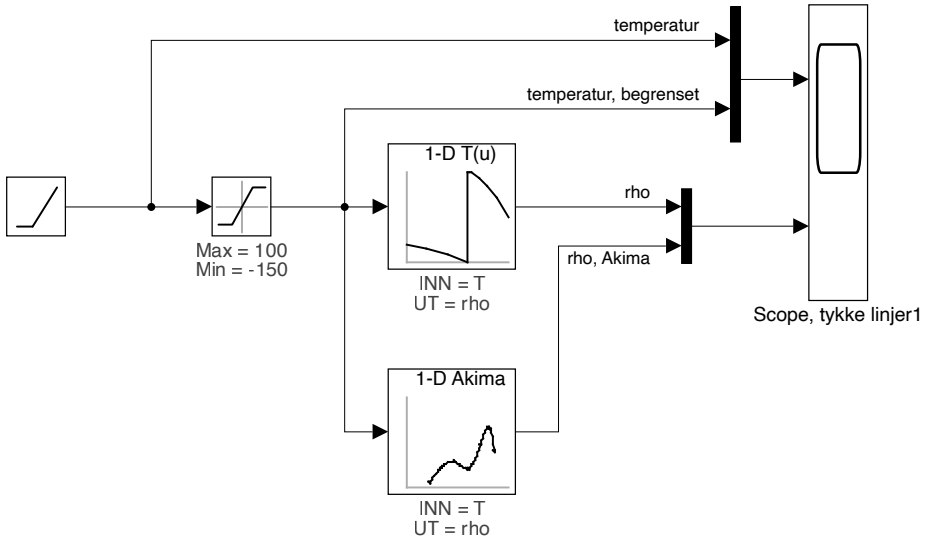 temperatur
temperatur, begrenset
1-D T(u)
rho
Max = 100
Min = -150
rho, Akima
INN = T
UT = rho
Scope, tykke linjer1
1-D Akima
INN = T
UT = rho